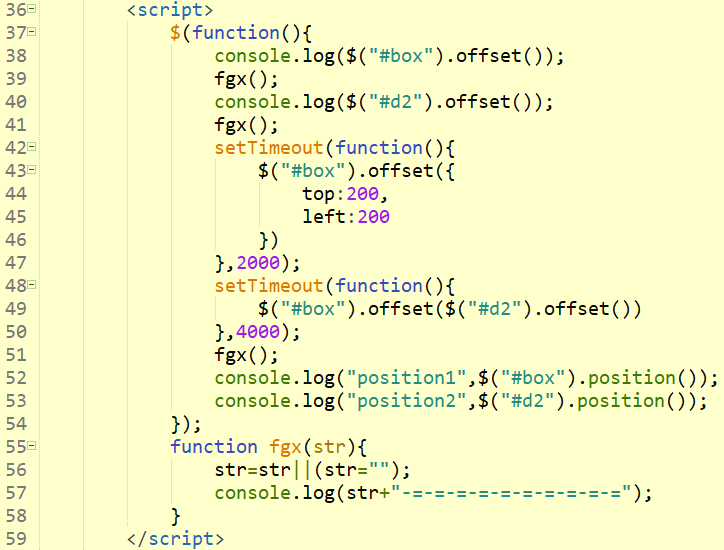 36 <script>
37 $(function(){
38 console.log($("#box").offset());
39 fgx();
40 console.log($("#d2").offset());
41 fgx();
42 setTimeout(function(){
43 $("#box").offset({
44 top:200,
45 left:200
46 })
47 },2000);
48 setTimeout(function(){
49 $("#box").offset($("#d2").offset())
50 },4000);
51 fgx();
52 console.log("position1",$("#box").position());
53 console.log("position2",$("#d2").position());
54 });
55 function fgx(str){
56 str=str||(str="");
57 console.log(str+"-=-=-=-=-=-=-=-=-=-=");
58 }
59 </script>